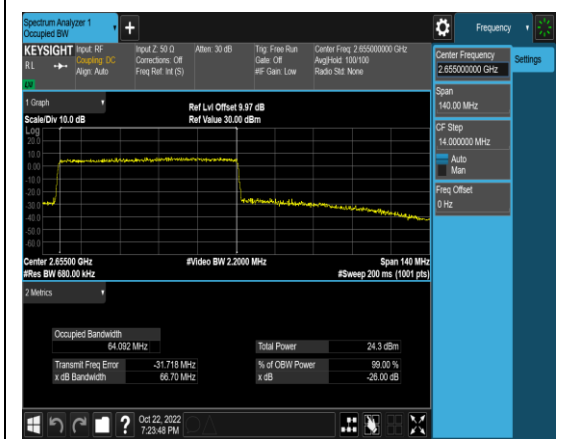 Spectrum Analyzer 1
Occupied BW
+
Frequency
KEYSIGHT
RL
Input: RF
Coupling: DC
Align: Auto
Input Z: 50 Ω
Corrections: Off
Freq Ref: Int (S)
Atten: 30 dB
Trig: Free Run
Gate: Off
#IF Gain: Low
Center Freq: 2.655000000 GHz
Avg|Hold: 100/100
Radio Std: None
Center Frequency
2.655000000 GHz
Settings
Span
140.00 MHz
CF Step
14.000000 MHz
Auto
Man
Freq Offset
0 Hz
1 Graph
Scale/Div 10.0 dB
Ref Lvl Offset 9.97 dB
Ref Value 30.00 dBm
Log
20.0
10.0
0.00
-10.0
-20.0
-30.0
-40.0
-50.0
-60.0
Center 2.65500 GHz
#Video BW 2.2000 MHz
Span 140 MHz
#Res BW 680.00 kHz
#Sweep 200 ms (1001 pts)
2 Metrics
Occupied Bandwidth
64.092 MHz
Total Power
24.3 dBm
Transmit Freq Error
-31.718 MHz
% of OBW Power
99.00 %
x dB Bandwidth
66.70 MHz
x dB
-26.00 dB
?
Oct 22, 2022
7:23:48 PM